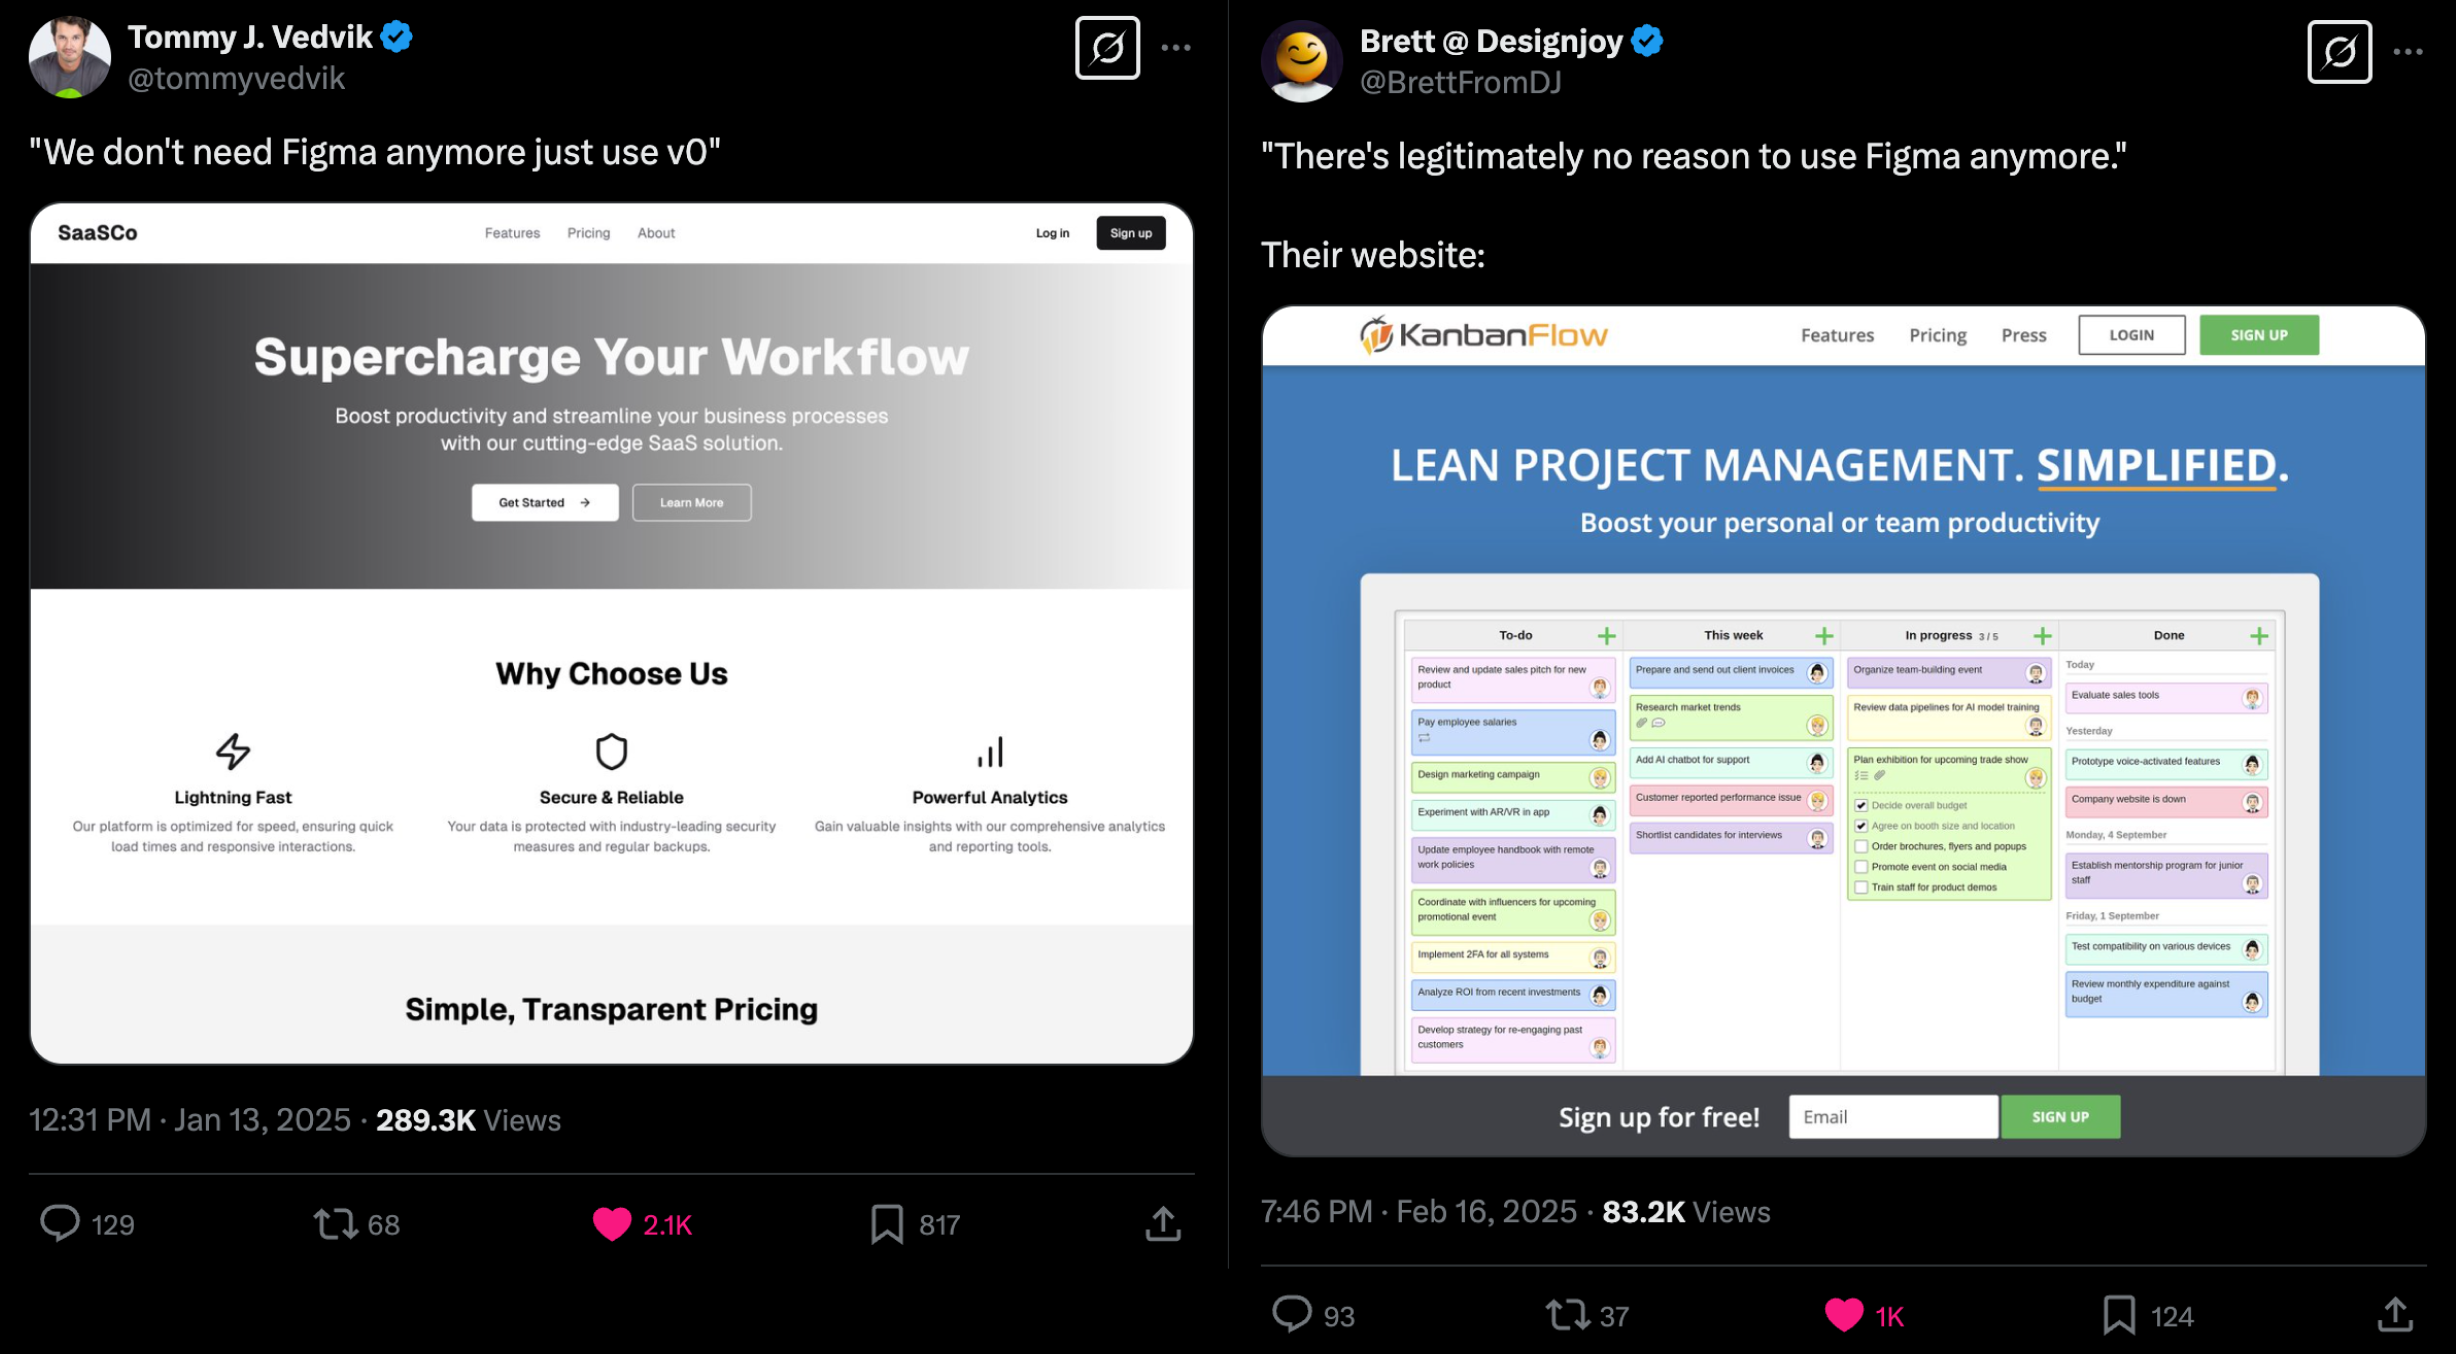 Tommy J. Vedvik
@tommyvedvik
"We don't need Figma anymore just use v0"
SaaSCo
Features Pricing About
Log in Sign up
Supercharge Your Workflow
Boost productivity and streamline your business processes
with our cutting-edge SaaS solution.
Get Started → Learn More
Why Choose Us
Lightning Fast
Our platform is optimized for speed, ensuring quick
load times and responsive interactions.
Secure & Reliable
Your data is protected with industry-leading security
measures and regular backups.
Powerful Analytics
Gain valuable insights with our comprehensive analytics
and reporting tools.
Simple, Transparent Pricing
12:31 PM · Jan 13, 2025 · 289.3K Views
129 68 2.1K 817
Brett @ Designjoy
@BrettFromDJ
"There's legitimately no reason to use Figma anymore."
Their website:
KanbanFlow
Features Pricing Press LOGIN SIGN UP
LEAN PROJECT MANAGEMENT. SIMPLIFIED.
Boost your personal or team productivity
To-do
Review and update sales pitch for new
product
Pay employee salaries
Design marketing campaign
Experiment with AR/VR in app
Update employee handbook with remote
work policies
Coordinate with influencers for upcoming
promotional event
Implement 2FA for all systems
Analyze ROI from recent investments
Develop strategy for re-engaging past
customers
This week
Prepare and send out client invoices
Research market trends
Add AI chatbot for support
Customer reported performance issue
Shortlist candidates for interviews
In progress 3 / 5
Organize team-building event
Review data pipelines for AI model training
Plan exhibition for upcoming trade show
Decide overall budget
Agree on booth size and location
Order brochures, flyers and popups
Promote event on social media
Train staff for product demos
Done
Today
Evaluate sales tools
Yesterday
Prototype voice-activated features
Company website is down
Monday, 4 September
Establish mentorship program for junior
staff
Friday, 1 September
Test compatibility on various devices
Review monthly expenditure against
budget
Sign up for free! Email SIGN UP
7:46 PM · Feb 16, 2025 · 83.2K Views
93 37 1K 124